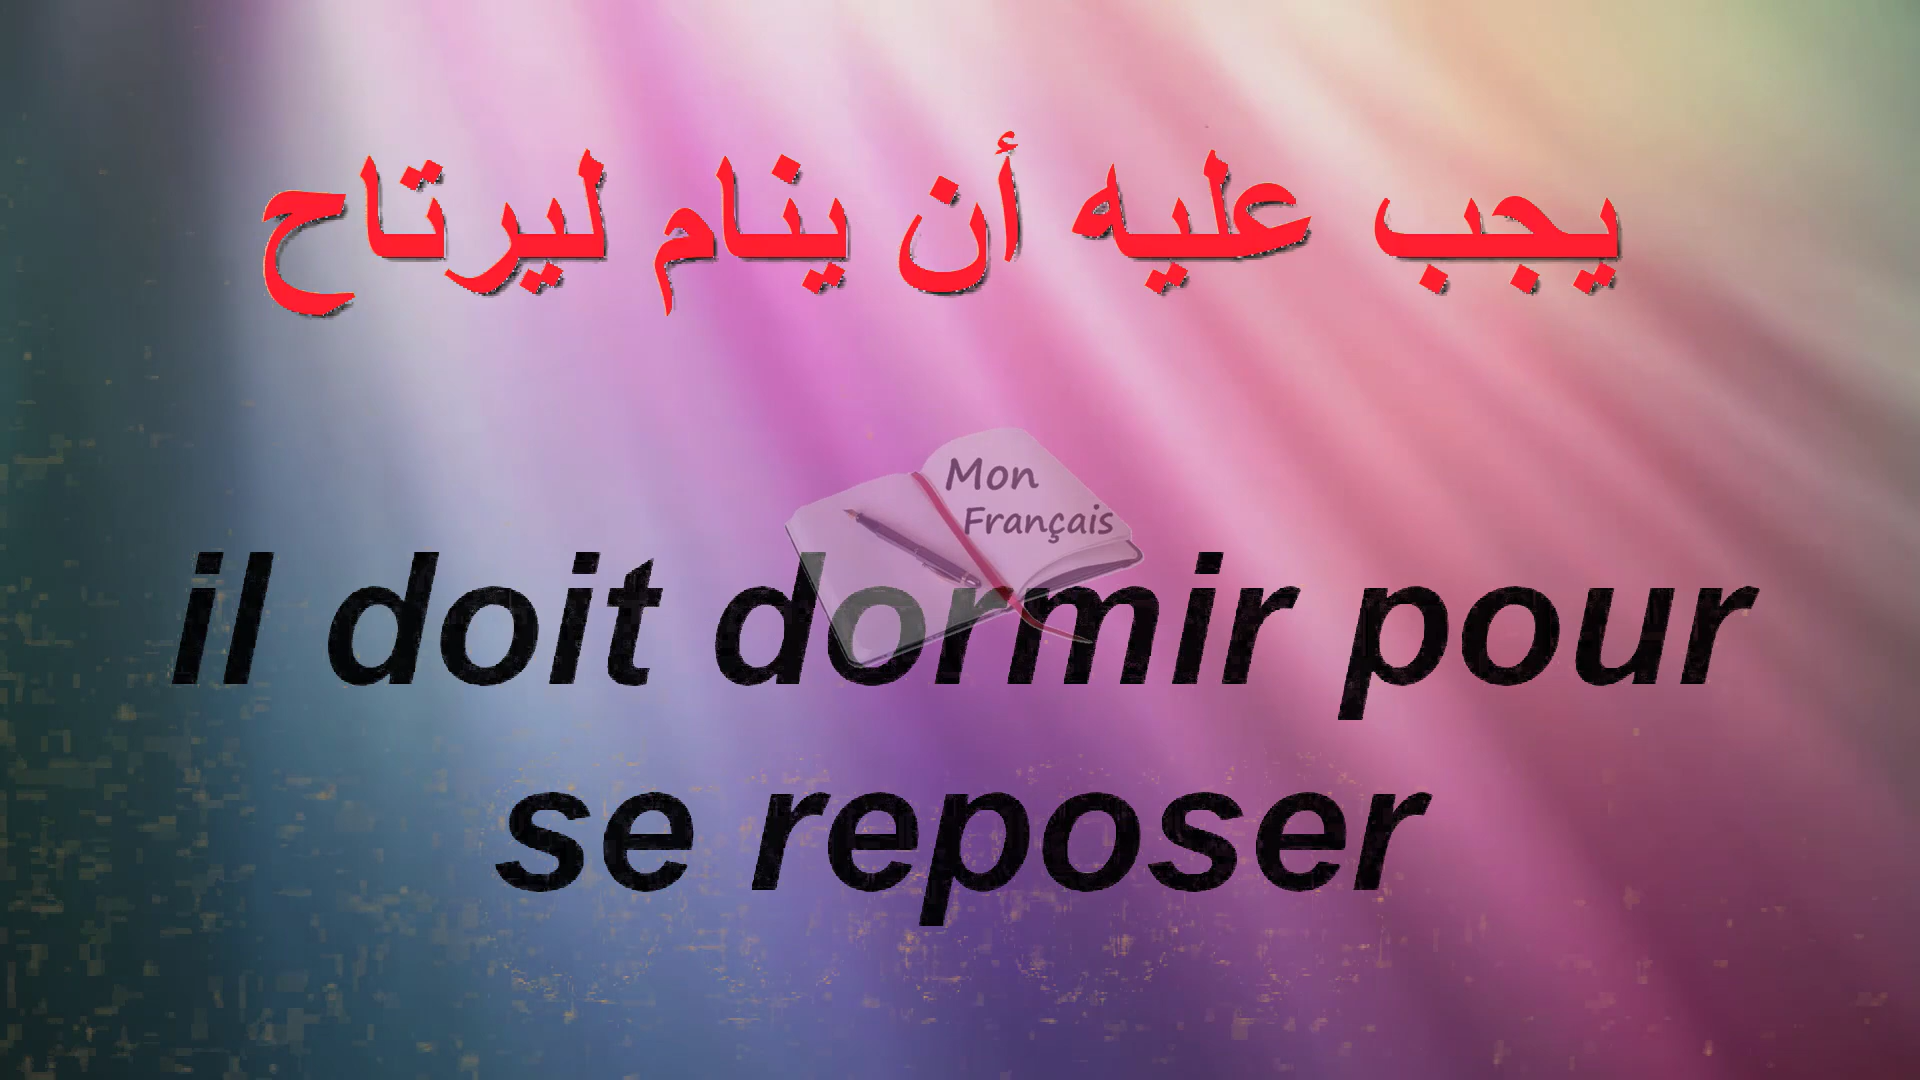 يجب عليه أن ينام ليرتاح
Mon
Français
il doit dormir pour
se reposer